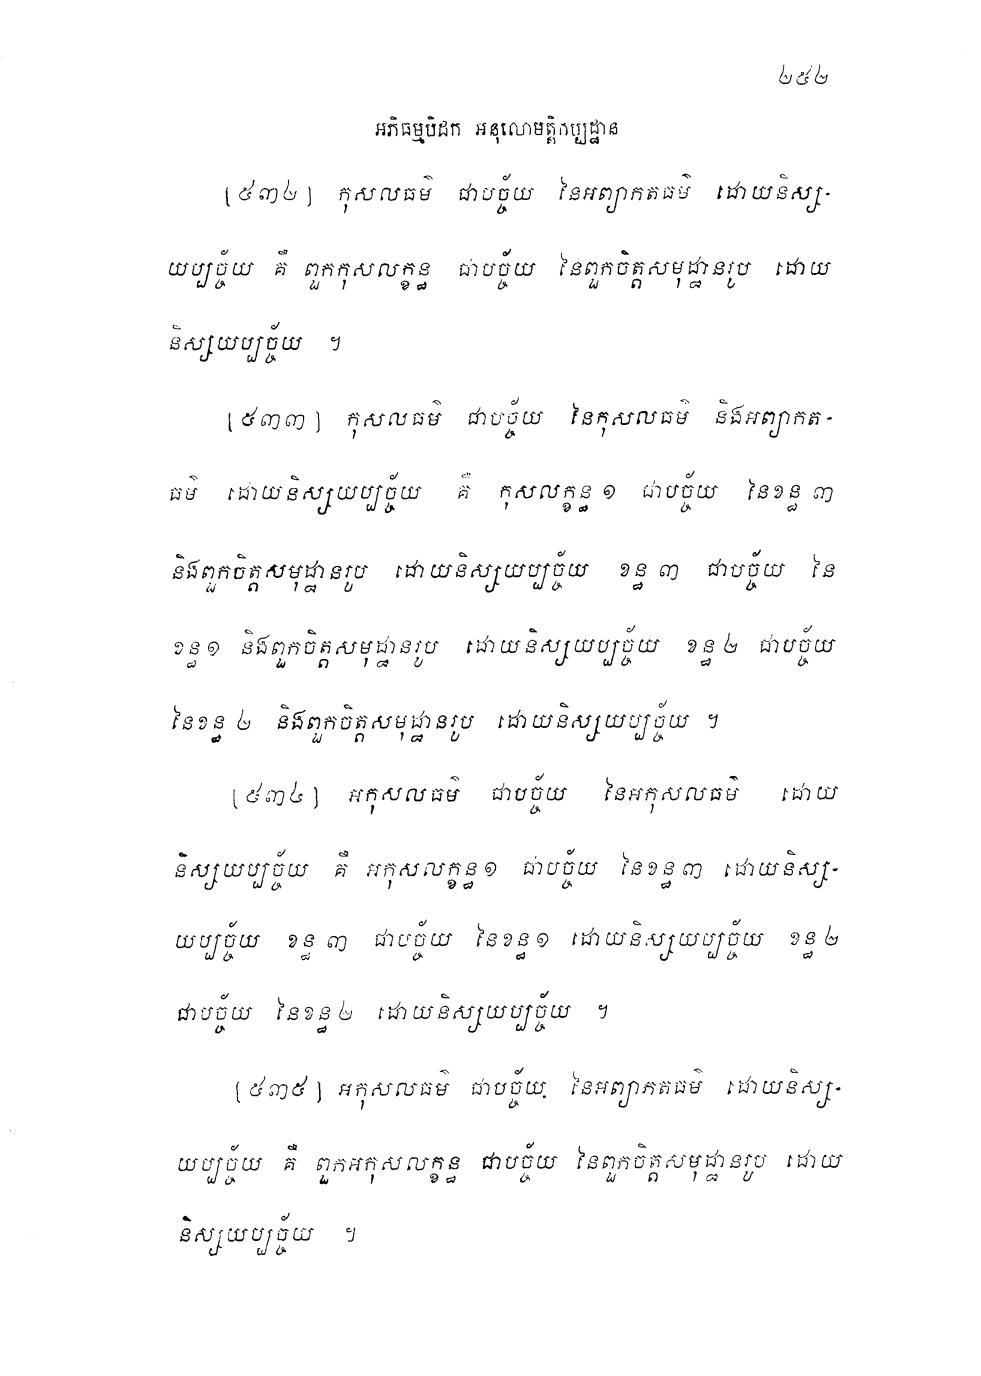 ២៥២
អភិធម្មបិដក អនុលោមត្តិកប្បដ្ឋាន
[៥៣២] កុសលធម៌ ជាបច្ច័យ នៃអព្យាកតធម៌ ដោយនិស្ស-
យប្បច្ច័យ គឺ ពួកកុសលក្ខន្ធ ជាបច្ច័យ នៃពួកចិត្តសមុដ្ឋានរូប ដោយ
និស្សយប្បច្ច័យ ។
[៥៣៣] កុសលធម៌ ជាបច្ច័យ នៃកុសលធម៌ និងអព្យាកត-
ធម៌ ដោយនិស្សយប្បច្ច័យ គឺ កុសលក្ខន្ធ ១ ជាបច្ច័យ នៃខន្ធ ៣
និងពួកចិត្តសមុដ្ឋានរូប ដោយនិស្សយប្បច្ច័យ ខន្ធ ៣ ជាបច្ច័យ នៃ
ខន្ធ ១ និងពួកចិត្តសមុដ្ឋានរូប ដោយនិស្សយប្បច្ច័យ ខន្ធ ២ ជាបច្ច័យ
នៃខន្ធ ២ និងពួកចិត្តសមុដ្ឋានរូប ដោយនិស្សយប្បច្ច័យ ។
[៥៣៤] អកុសលធម៌ ជាបច្ច័យ នៃអកុសលធម៌ ដោយ
និស្សយប្បច្ច័យ គឺ អកុសលក្ខន្ធ ១ ជាបច្ច័យ នៃខន្ធ ៣ ដោយនិស្ស-
យប្បច្ច័យ ខន្ធ ៣ ជាបច្ច័យ នៃខន្ធ ១ ដោយនិស្សយប្បច្ច័យ ខន្ធ ២
ជាបច្ច័យ នៃខន្ធ ២ ដោយនិស្សយប្បច្ច័យ ។
[៥៣៥] អកុសលធម៌ ជាបច្ច័យ នៃអព្យាកតធម៌ ដោយនិស្ស-
យប្បច្ច័យ គឺ ពួកអកុសលក្ខន្ធ ជាបច្ច័យ នៃពួកចិត្តសមុដ្ឋានរូប ដោយ
និស្សយប្បច្ច័យ ។